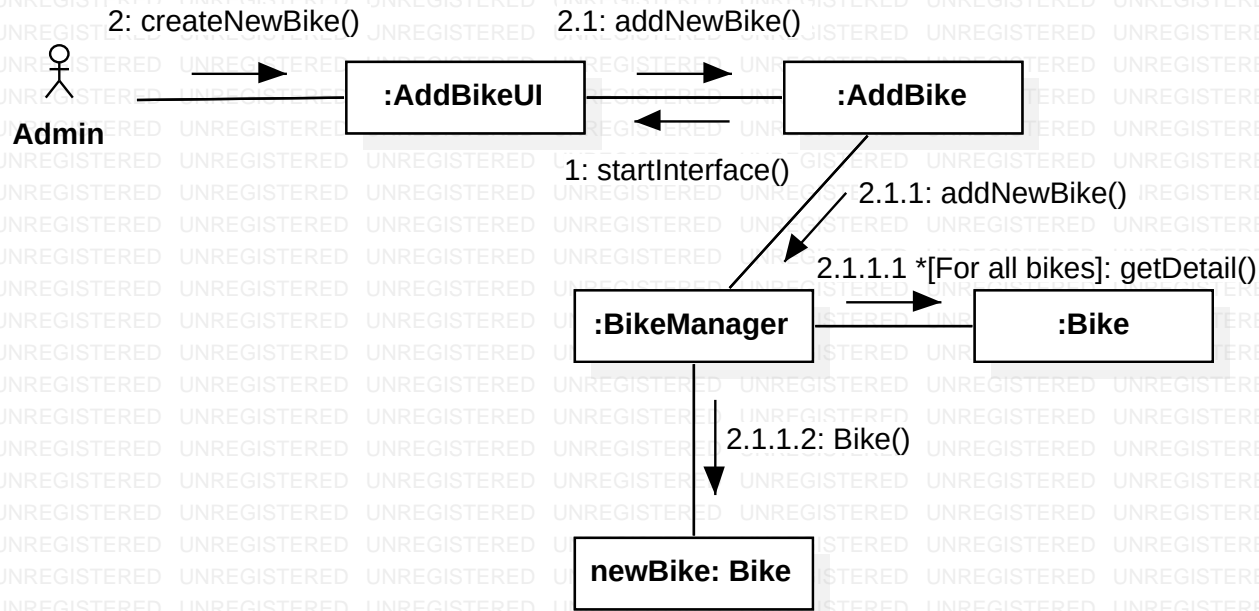 2: createNewBike()
2.1: addNewBike()
:AddBikeUI
:AddBike
Admin
1: startInterface()
2.1.1: addNewBike()
2.1.1.1 *[For all bikes]: getDetail()
:BikeManager
:Bike
2.1.1.2: Bike()
newBike: Bike
UNREGISTERED